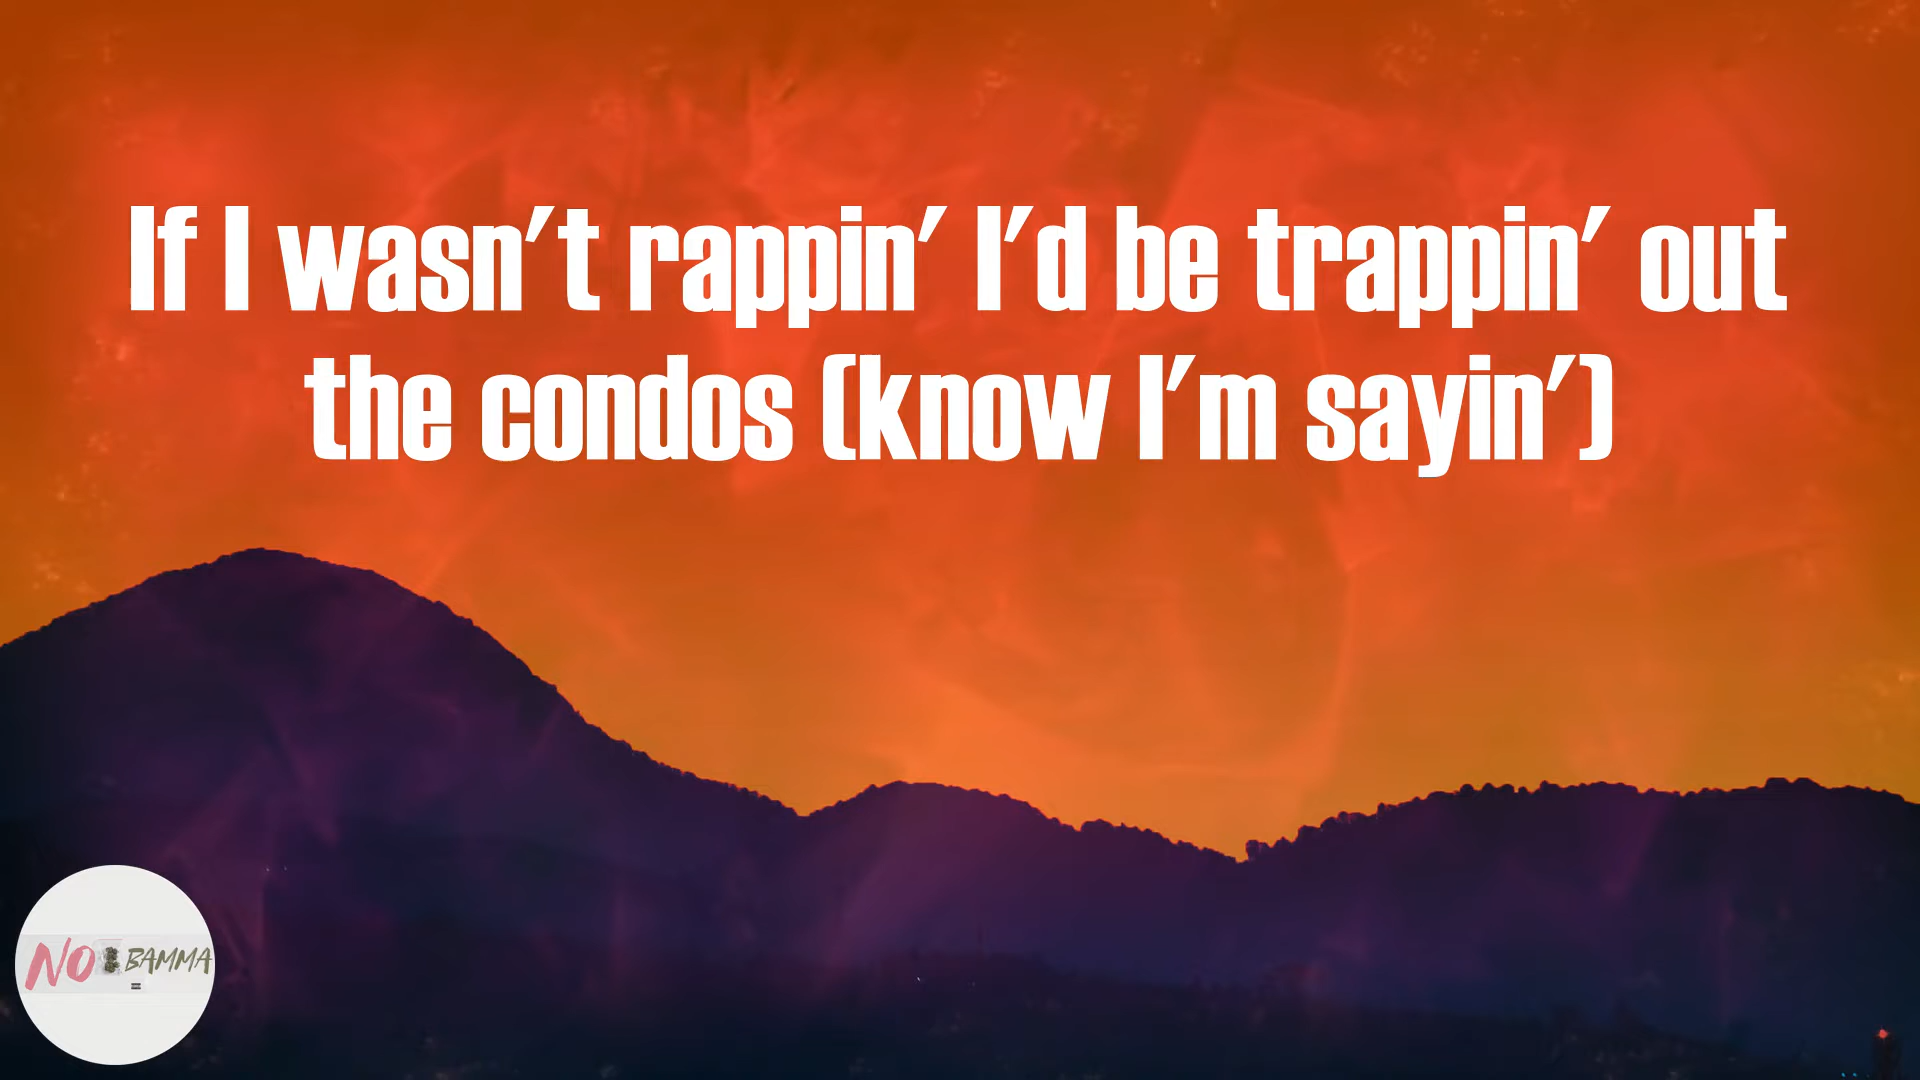 If I wasn't rappin' I'd be trappin' out
the condos (know I'm sayin')
NO BAMMA